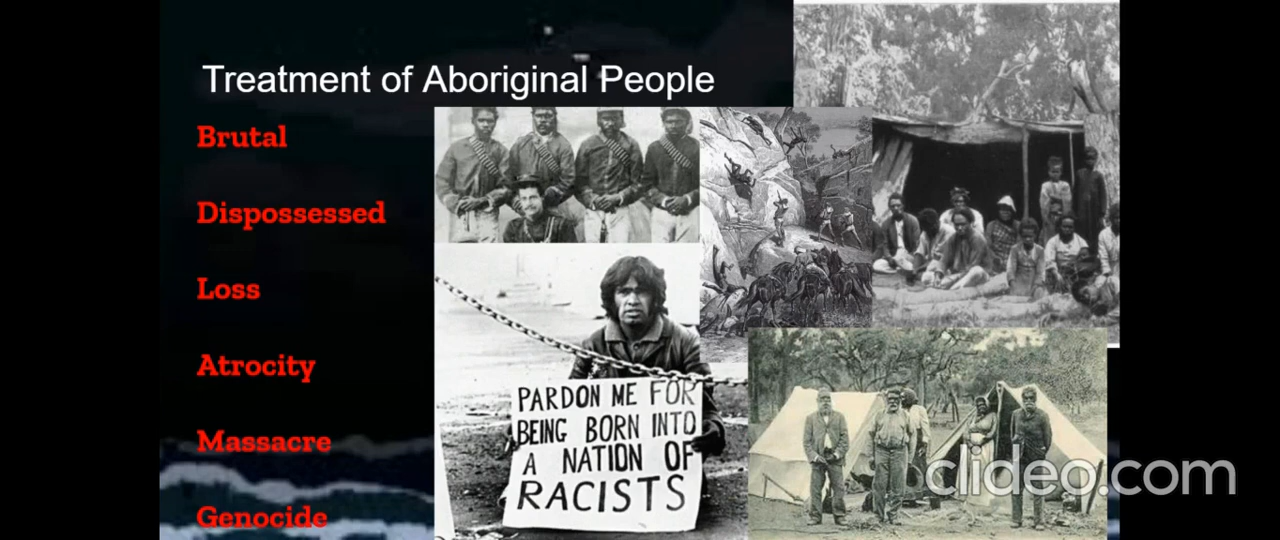 Treatment of Aboriginal People
Brutal
Dispossessed
Loss
Atrocity
Massacre
Genocide
PARDON ME FOR
BEING BORN INTO
A NATION OF
RACISTS
clideo.com